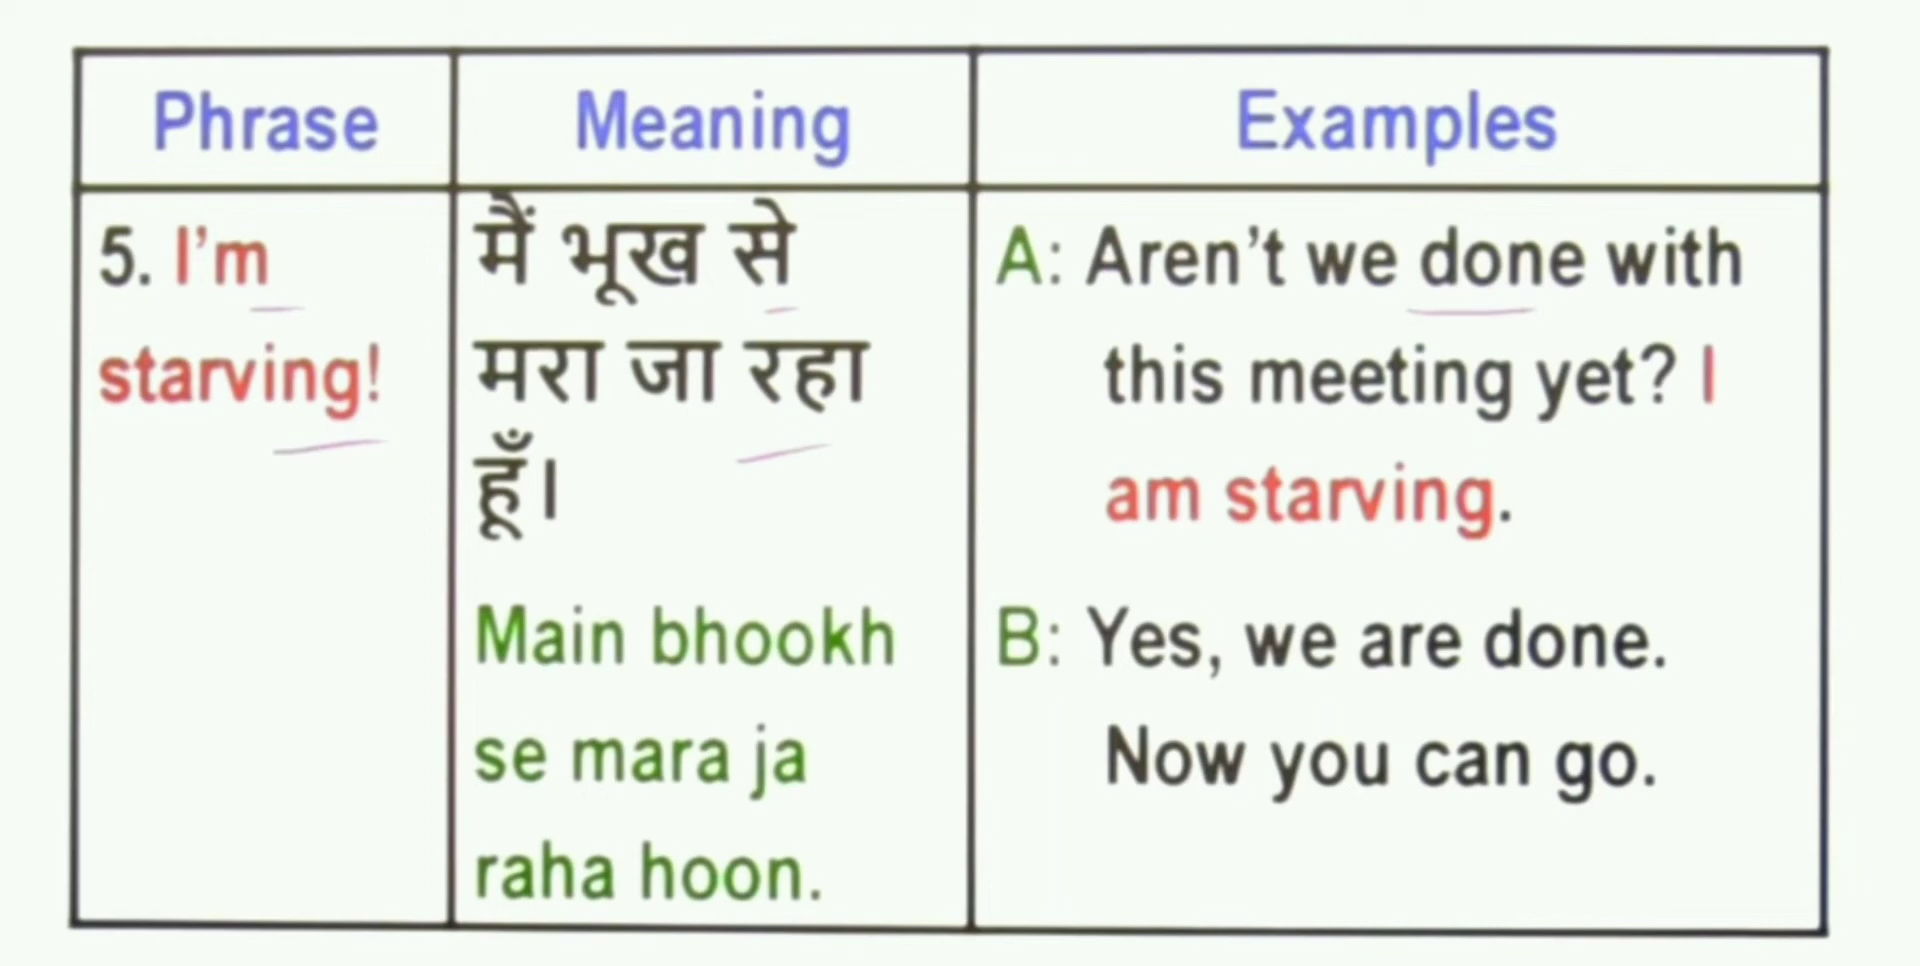 Phrase
Meaning
Examples
5. I'm
starving!
मैं भूख से
मरा जा रहा
हूँ।
Main bhookh
se mara ja
raha hoon.
A: Aren't we done with
this meeting yet? I
am starving.
B: Yes, we are done.
Now you can go.